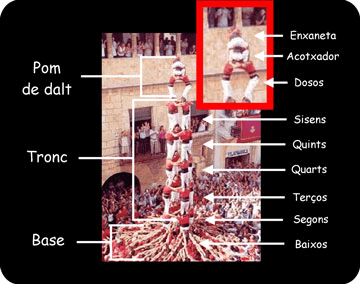 Enxaneta
Acotxador
Dosos
Pom
de dalt
Sisens
Quints
Tronc
Quarts
Terços
Segons
Base
Baixos